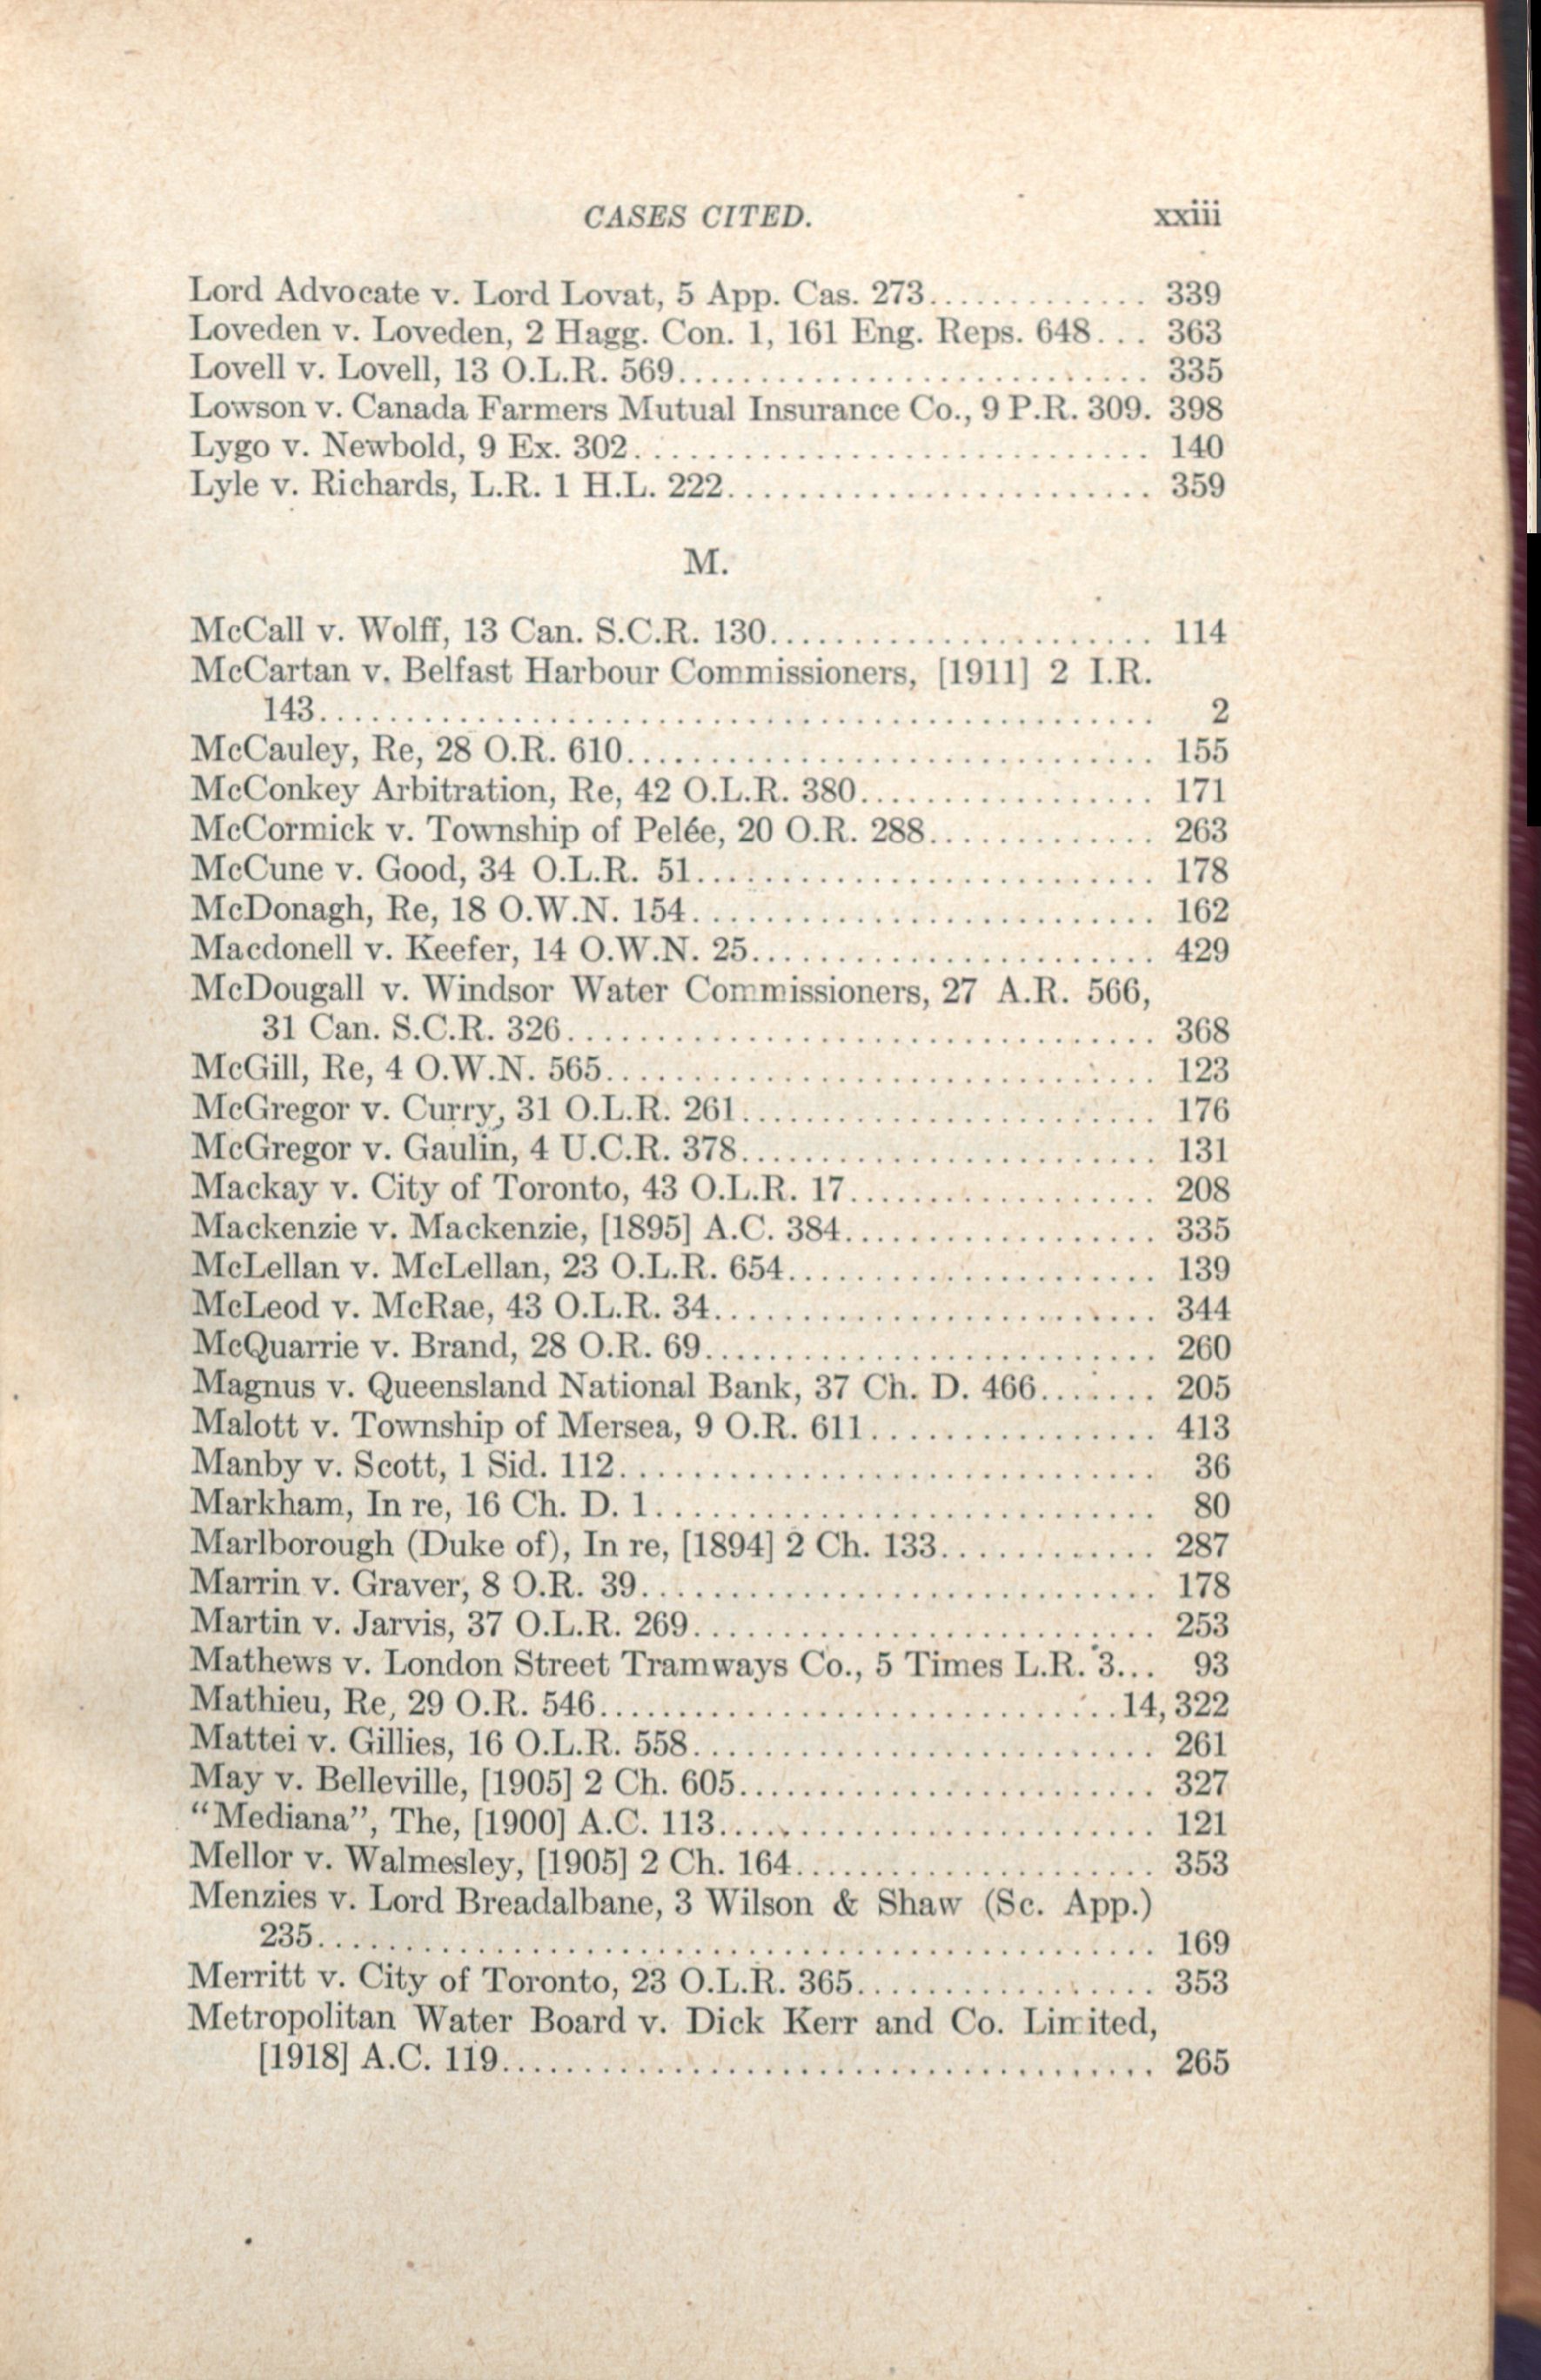 CASES CITED. xxiii
Lord Advocate v. Lord Lovat, 5 App. Cas. 273.............. 339
Loveden v. Loveden, 2 Hagg. Con. 1, 161 Eng. Reps. 648... 363
Lovell v. Lovell, 13 O.L.R. 569........................... 335
Lowson v. Canada Farmers Mutual Insurance Co., 9 P.R. 309. 398
Lygo v. Newbold, 9 Ex. 302............................. 140
Lyle v. Richards, L.R. 1 H.L. 222........................ 359
M.
McCall v. Wolff, 13 Can. S.C.R. 130...................... 114
McCartan v. Belfast Harbour Commissioners, [1911] 2 I.R.
143................................................ 2
McCauley, Re, 28 O.R. 610.............................. 155
McConkey Arbitration, Re, 42 O.L.R. 380................. 171
McCormick v. Township of Pelée, 20 O.R. 288............. 263
McCune v. Good, 34 O.L.R. 51.......................... 178
McDonagh, Re, 18 O.W.N. 154.......................... 162
Macdonell v. Keefer, 14 O.W.N. 25....................... 429
McDougall v. Windsor Water Commissioners, 27 A.R. 566,
31 Can. S.C.R. 326.................................. 368
McGill, Re, 4 O.W.N. 565............................... 123
McGregor v. Curry, 31 O.L.R. 261........................ 176
McGregor v. Gaulin, 4 U.C.R. 378........................ 131
Mackay v. City of Toronto, 43 O.L.R. 17.................. 208
Mackenzie v. Mackenzie, [1895] A.C. 384.................. 335
McLellan v. McLellan, 23 O.L.R. 654..................... 139
McLeod v. McRae, 43 O.L.R. 34......................... 344
McQuarrie v. Brand, 28 O.R. 69.......................... 260
Magnus v. Queensland National Bank, 37 Ch. D. 466....... 205
Malott v. Township of Mersea, 9 O.R. 611................ 413
Manby v. Scott, 1 Sid. 112.............................. 36
Markham, In re, 16 Ch. D. 1............................ 80
Marlborough (Duke of), In re, [1894] 2 Ch. 133............. 287
Marrin v. Graver, 8 O.R. 39............................. 178
Martin v. Jarvis, 37 O.L.R. 269.......................... 253
Mathews v. London Street Tramways Co., 5 Times L.R. 3... 93
Mathieu, Re, 29 O.R. 546..............................14, 322
Mattei v. Gillies, 16 O.L.R. 558.......................... 261
May v. Belleville, [1905] 2 Ch. 605........................ 327
“Mediana”, The, [1900] A.C. 113......................... 121
Mellor v. Walmesley, [1905] 2 Ch. 164..................... 353
Menzies v. Lord Breadalbane, 3 Wilson & Shaw (Sc. App.)
235................................................ 169
Merritt v. City of Toronto, 23 O.L.R. 365................. 353
Metropolitan Water Board v. Dick Kerr and Co. Limited,
[1918] A.C. 119..................................... 265